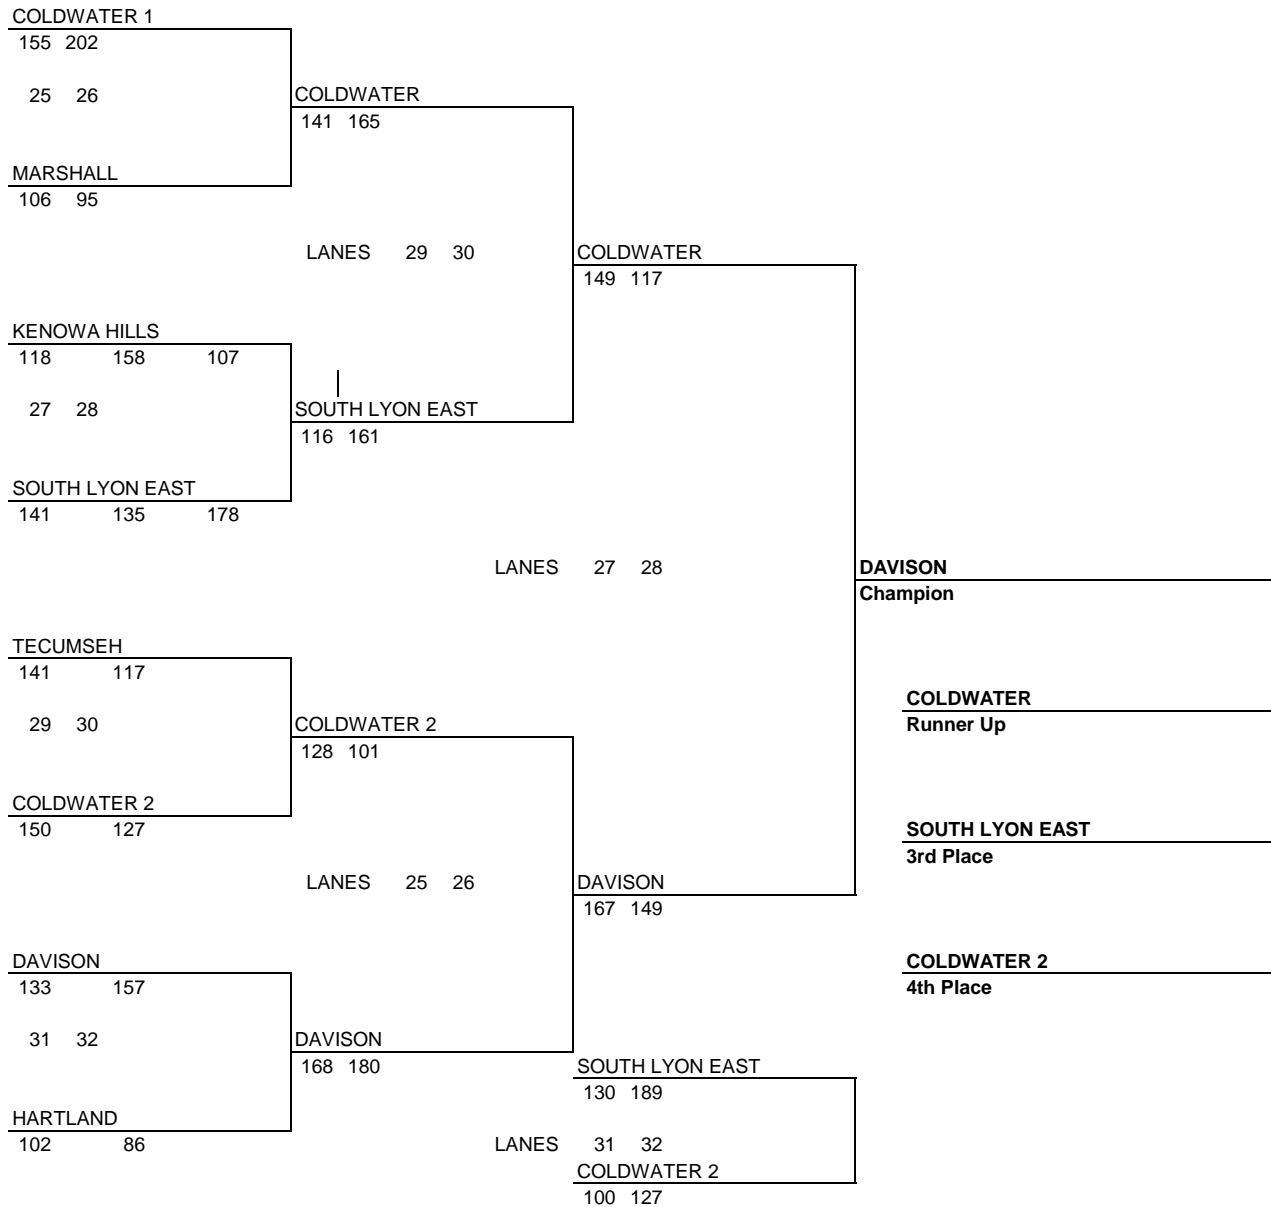 COLDWATER 1
155 202
25 26
COLDWATER
141 165
MARSHALL
106 95
LANES 29 30
COLDWATER
149 117
KENOWA HILLS
118 158 107
27 28
SOUTH LYON EAST
116 161
SOUTH LYON EAST
141 135 178
LANES 27 28
DAVISON
Champion
TECUMSEH
141 117
COLDWATER
Runner Up
29 30
COLDWATER 2
128 101
COLDWATER 2
150 127
SOUTH LYON EAST
3rd Place
LANES 25 26
DAVISON
167 149
DAVISON
133 157
COLDWATER 2
4th Place
31 32
DAVISON
168 180
SOUTH LYON EAST
130 189
HARTLAND
102 86
LANES 31 32
COLDWATER 2
100 127